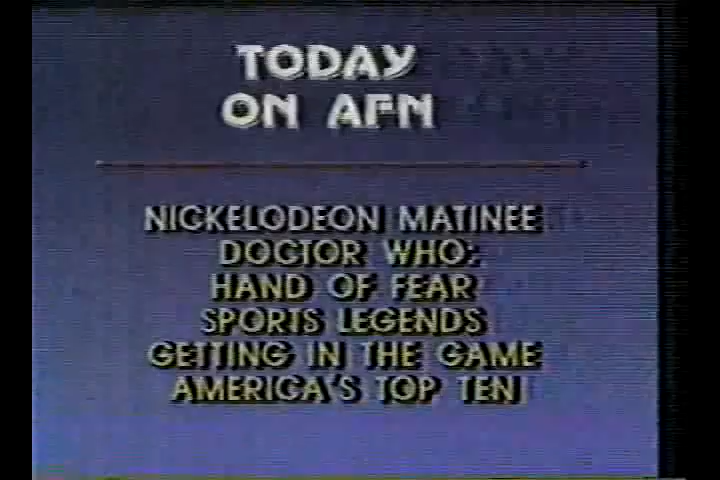 TODAY
ON AFN
NICKELODEON MATINEE
DOCTOR WHO:
HAND OF FEAR
SPORTS LEGENDS
GETTING IN THE GAME
AMERICA'S TOP TEN